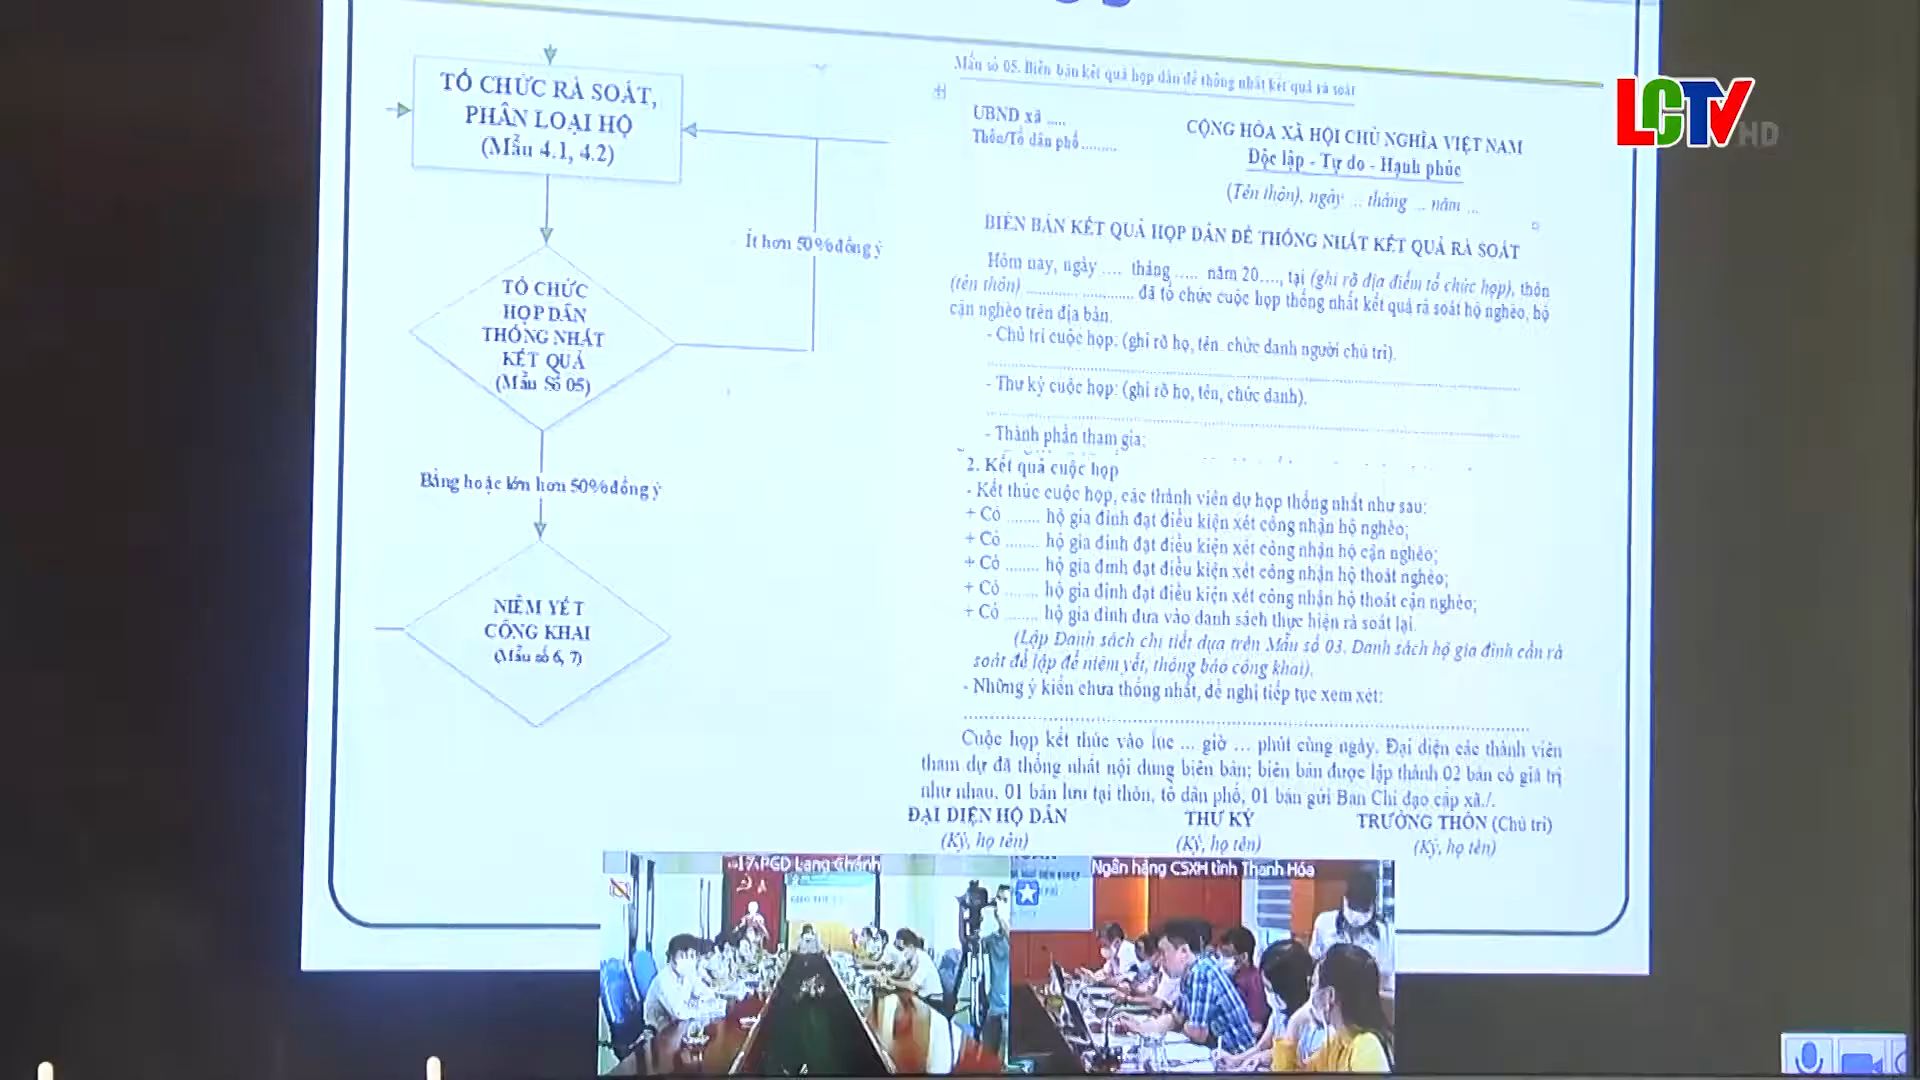 TỔ CHỨC RÀ SOÁT,
PHÂN LOẠI HỘ
(Mẫu 4.1, 4.2)
Ít hơn 50% đồng ý
TỔ CHỨC
HỌP DÂN
THỐNG NHẤT
KẾT QUẢ
(Mẫu Số 05)
Bằng hoặc lớn hơn 50% đồng ý
NIÊM YẾT
CÔNG KHAI
(Mẫu số 6, 7)
Mẫu số 05. Biên bản kết quả họp dân để thống nhất kết quả rà soát
UBND xã .....
Thôn/Tổ dân phố .........
CỘNG HÒA XÃ HỘI CHỦ NGHĨA VIỆT NAM
Độc lập - Tự do - Hạnh phúc
(Tên thôn), ngày ... tháng ... năm ...
BIÊN BẢN KẾT QUẢ HỌP DÂN ĐỂ THỐNG NHẤT KẾT QUẢ RÀ SOÁT
Hôm nay, ngày .... tháng ..... năm 20...., tại (ghi rõ địa điểm tổ chức họp), thôn
(tên thôn) ............. ............. đã tổ chức cuộc họp thống nhất kết quả rà soát hộ nghèo, hộ
cận nghèo trên địa bàn.
- Chủ trì cuộc họp: (ghi rõ họ, tên. chức danh người chủ trì).
- Thư ký cuộc họp: (ghi rõ họ, tên, chức danh).
- Thành phần tham gia:
2. Kết quả cuộc họp
- Kết thúc cuộc họp, các thành viên dự họp thống nhất như sau:
+ Có ........ hộ gia đình đạt điều kiện xét công nhận hộ nghèo;
+ Có ........ hộ gia đình đạt điều kiện xét công nhận hộ cận nghèo;
+ Có ........ hộ gia đình đạt điều kiện xét công nhận hộ thoát nghèo;
+ Có ........ hộ gia đình đạt điều kiện xét công nhận hộ thoát cận nghèo;
+ Có ........ hộ gia đình đưa vào danh sách thực hiện rà soát lại.
(Lập Danh sách chi tiết dựa trên Mẫu số 03. Danh sách hộ gia đình cần rà
soát để lập để niêm yết, thông báo công khai).
- Những ý kiến chưa thống nhất, đề nghị tiếp tục xem xét:
Cuộc họp kết thúc vào lúc ... giờ ... phút cùng ngày. Đại diện các thành viên
tham dự đã thống nhất nội dung biên bản; biên bản được lập thành 02 bản có giá trị
như nhau. 01 bản lưu tại thôn, tổ dân phố, 01 bản gửi Ban Chỉ đạo cấp xã./.
ĐẠI DIỆN HỘ DÂN
(Ký, họ tên)
THƯ KÝ
(Ký, họ tên)
TRƯỞNG THÔN (Chủ trì)
(Ký, họ tên)
PGD Lang Chánh
Ngân hàng CSXH tỉnh Thanh Hóa
LCTV HD